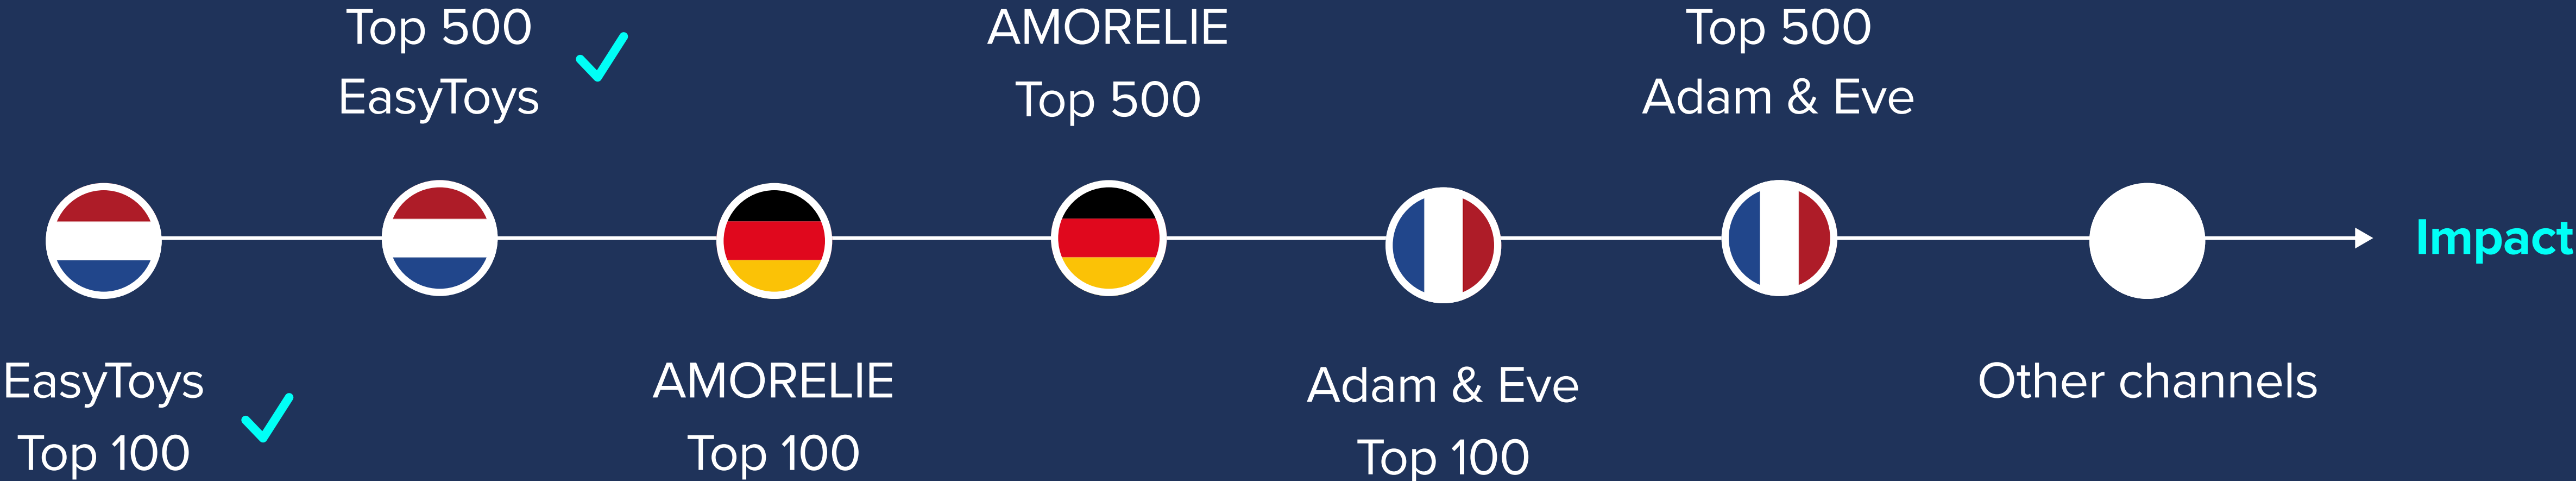 Top 500
EasyToys
AMORELIE
Top 500
Top 500
Adam & Eve
Impact
EasyToys
Top 100
AMORELIE
Top 100
Adam & Eve
Top 100
Other channels